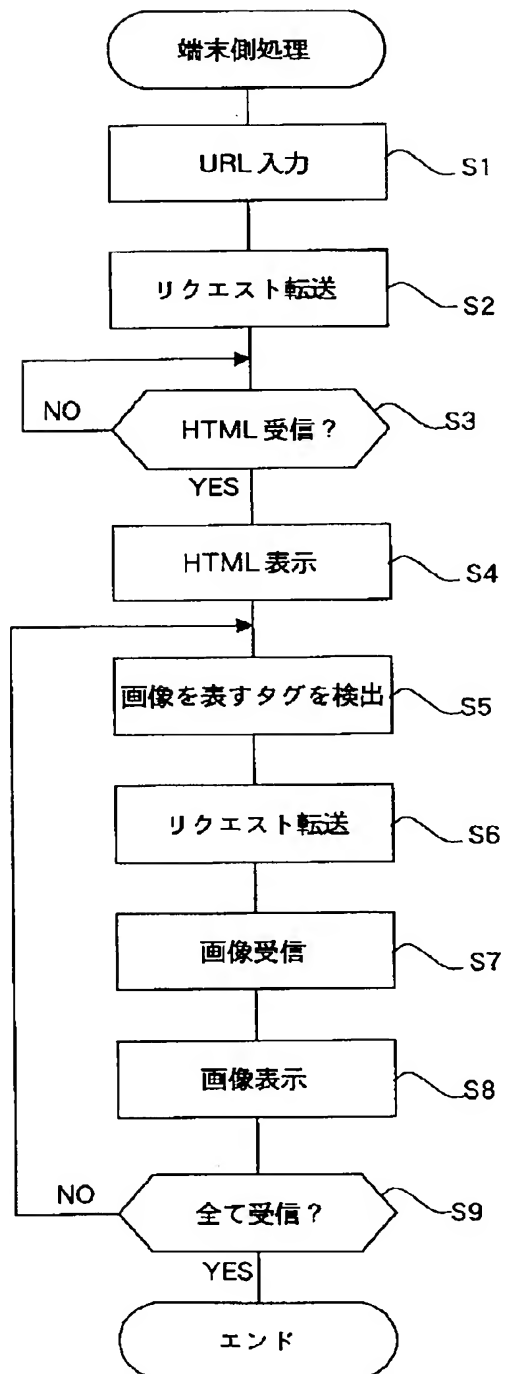 端末側処理
URL入力
S1
リクエスト転送
S2
NO
HTML受信？
S3
YES
HTML表示
S4
画像を表すタグを検出
S5
リクエスト転送
S6
画像受信
S7
画像表示
S8
NO
全て受信？
S9
YES
エンド